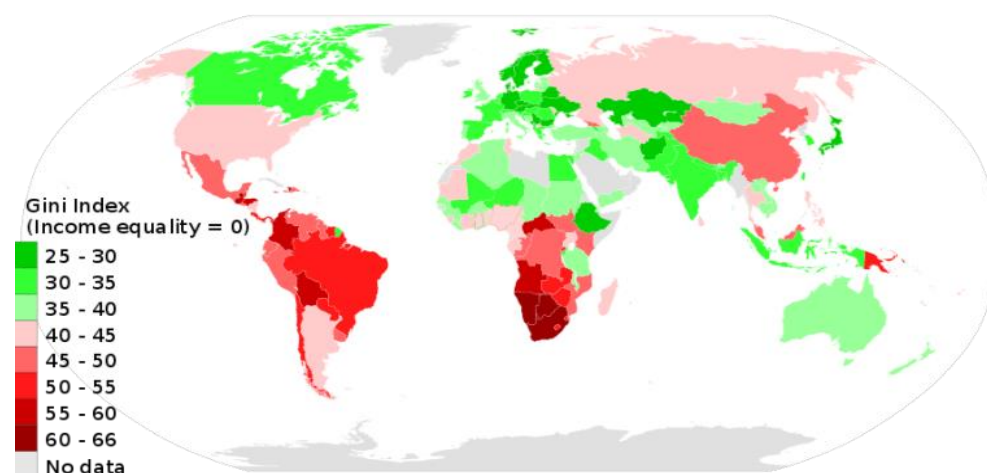 Gini Index
(Income equality = 0)
25 - 30
30 - 35
35 - 40
40 - 45
45 - 50
50 - 55
55 - 60
60 - 66
No data